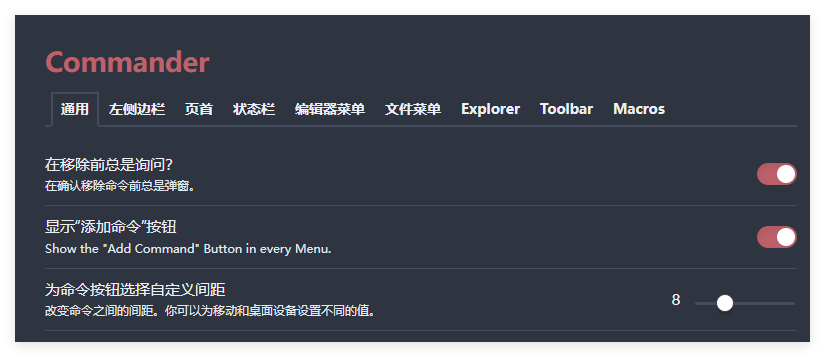 Commander
通用 左侧边栏 页首 状态栏 编辑器菜单 文件菜单 Explorer Toolbar Macros
在移除前总是询问?
在确认移除命令前总是弹窗。
显示“添加命令”按钮
Show the "Add Command" Button in every Menu.
为命令按钮选择自定义间距
8
改变命令之间的间距。你可以为移动和桌面设备设置不同的值。